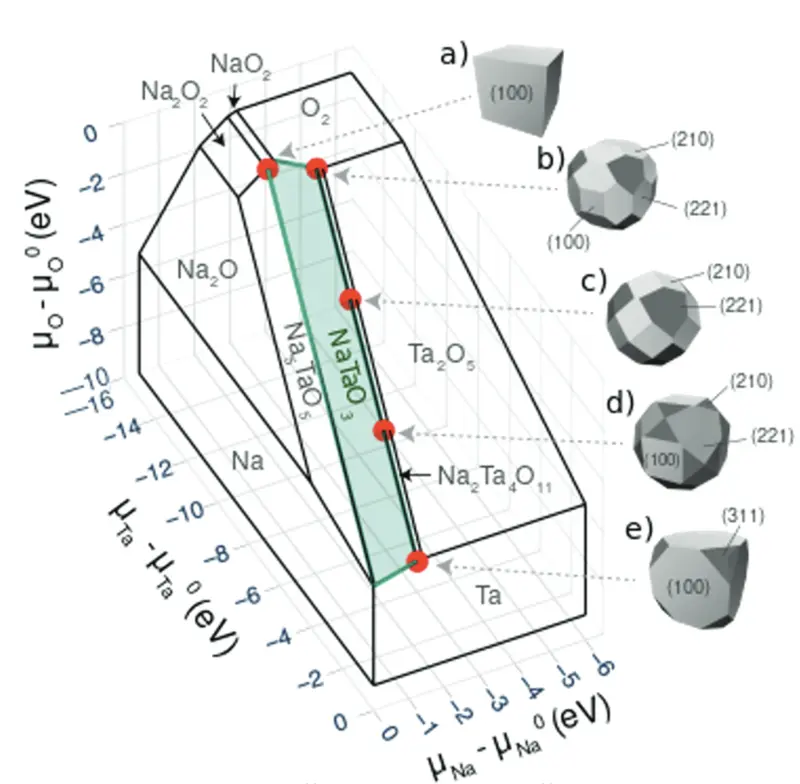 a)
NaO₂
Na₂O₂
O₂
(100)
0
(210)
b)
−2
(221)
(100)
−4
μO - μO⁰ (eV)
Na₂O
c)
(210)
(221)
−6
Na₅TaO₅
NaTaO₃
Ta₂O₅
−8
−10
−16
d)
(210)
(221)
(100)
−14
Na
Na₂Ta₄O₁₁
−12
−10
e)
(311)
(100)
−8
μTa - μTa⁰ (eV)
Ta
−6
−4
−2
0
0
−1
−2
−3
−4
−5
−6
μNa - μNa⁰ (eV)